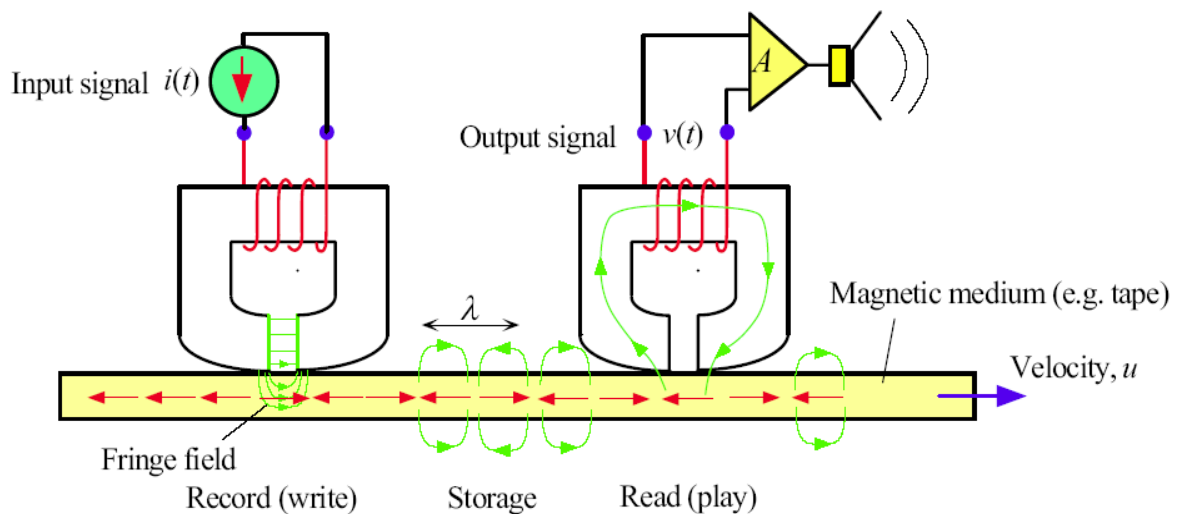 Input signal i(t)
A
Output signal v(t)
λ
Magnetic medium (e.g. tape)
Velocity, u
Fringe field
Record (write)
Storage
Read (play)